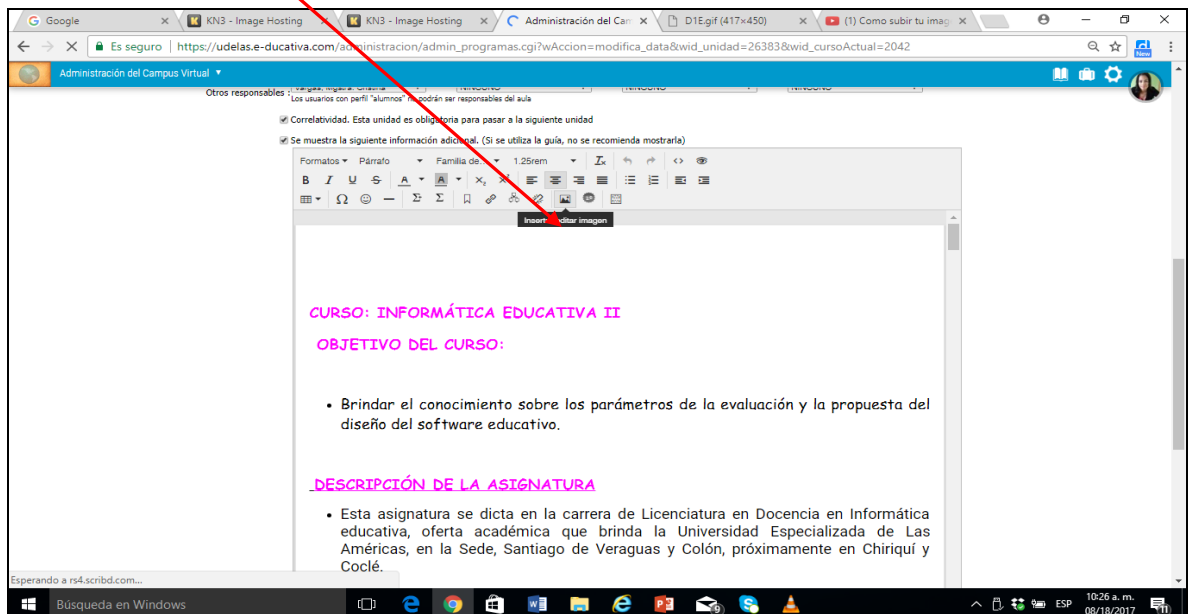 Google
KN3 - Image Hosting
KN3 - Image Hosting
Administración del Cam
D1E.gif (417×450)
(1) Como subir tu imag
Es seguro | https://udelas.e-ducativa.com/administracion/admin_programas.cgi?wAccion=modifica_data&wid_unidad=26383&wid_cursoActual=2042
New
Administración del Campus Virtual
Otros responsables :
Los usuarios con perfil "alumnos" no podrán ser responsables del aula
Correlatividad. Esta unidad es obligatoria para pasar a la siguiente unidad
Se muestra la siguiente información adicional. (Si se utiliza la guía, no se recomienda mostrarla)
Formatos Párrafo Familia de... 1.25rem
Insertar/editar imagen
CURSO: INFORMÁTICA EDUCATIVA II
OBJETIVO DEL CURSO:
• Brindar el conocimiento sobre los parámetros de la evaluación y la propuesta del
diseño del software educativo.
DESCRIPCIÓN DE LA ASIGNATURA
• Esta asignatura se dicta en la carrera de Licenciatura en Docencia en Informática
educativa, oferta académica que brinda la Universidad Especializada de Las
Américas, en la Sede, Santiago de Veraguas y Colón, próximamente en Chiriquí y
Coclé.
Esperando a rs4.scribd.com...
Búsqueda en Windows
ESP
10:26 a. m.
08/18/2017